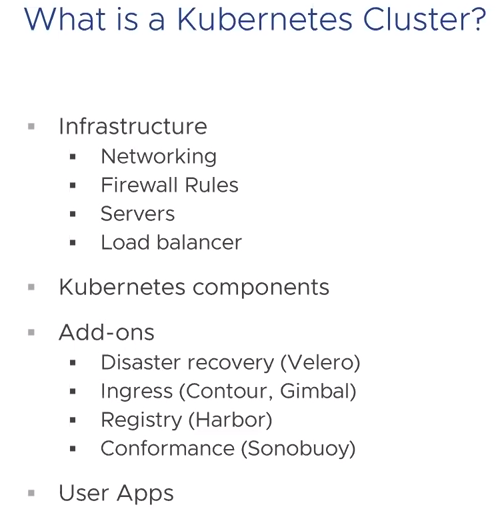 What is a Kubernetes Cluster?
Infrastructure
Networking
Firewall Rules
Servers
Load balancer
Kubernetes components
Add-ons
Disaster recovery (Velero)
Ingress (Contour, Gimbal)
Registry (Harbor)
Conformance (Sonobuoy)
User Apps